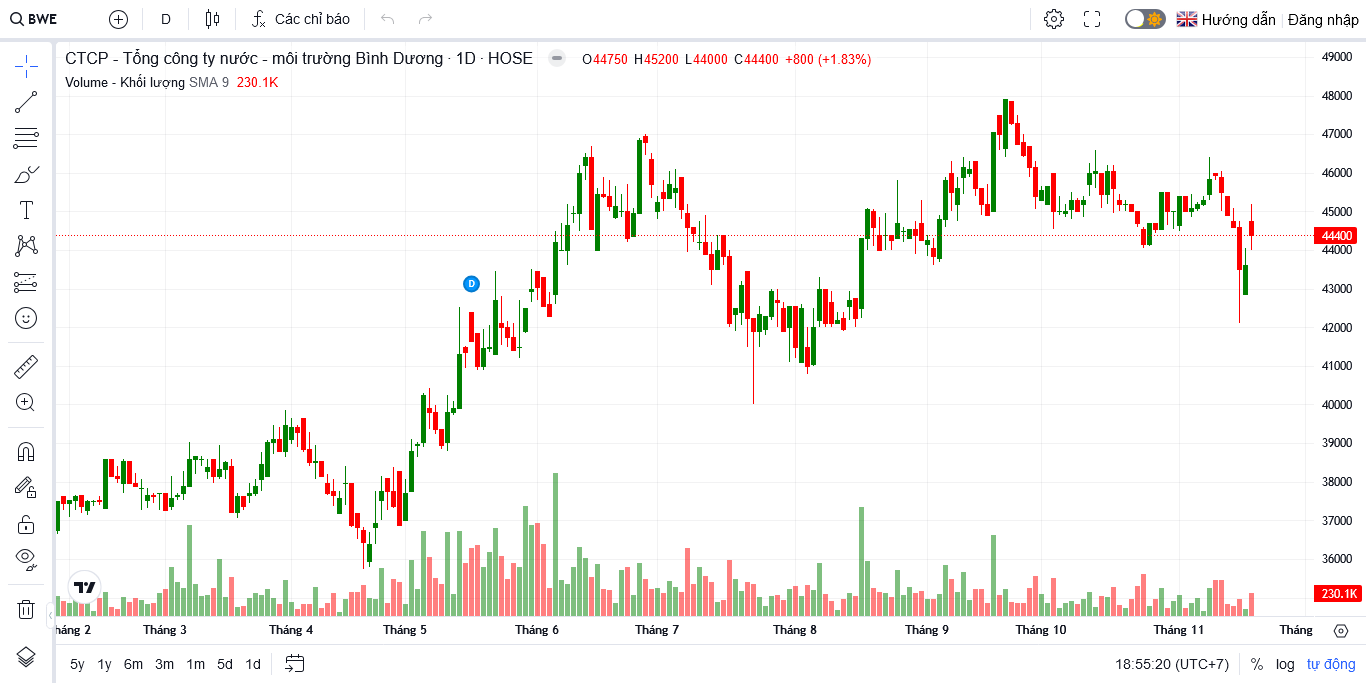 BWE D Các chỉ báo Hướng dẫn Đăng nhập
CTCP - Tổng công ty nước - môi trường Bình Dương · 1D · HOSE O44750 H45200 L44000 C44400 +800 (+1.83%)
Volume - Khối lượng SMA 9 230.1K
49000
48000
47000
46000
45000
44400
44000
43000
42000
41000
40000
39000
38000
37000
36000
230.1K
D
háng 2 Tháng 3 Tháng 4 Tháng 5 Tháng 6 Tháng 7 Tháng 8 Tháng 9 Tháng 10 Tháng 11 Tháng
5y 1y 6m 3m 1m 5d 1d 18:55:20 (UTC+7) % log tự động